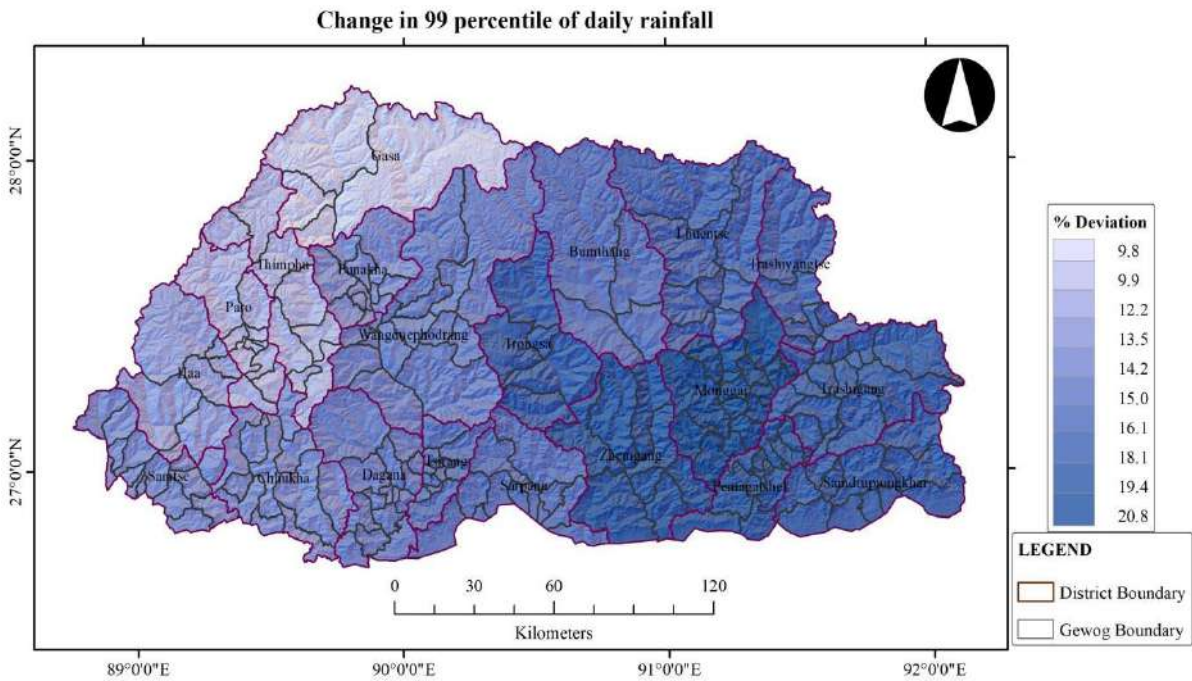 Change in 99 percentile of daily rainfall
28°0'0"N
27°0'0"N
Gasa
Thimphu
Punakha
Paro
Haa
Wangduephodrang
Bumthang
Lhuentse
Trashiyangtse
Trongsa
Monggar
Trashigang
Samtse
Chhukha
Dagana
Tsirang
Sarpang
Zhemgang
Pemagatshel
Samdrupjongkhar
% Deviation
9.8
9.9
12.2
13.5
14.2
15.0
16.1
18.1
19.4
20.8
LEGEND
District Boundary
Gewog Boundary
0 30 60 120
Kilometers
89°0'0"E 90°0'0"E 91°0'0"E 92°0'0"E